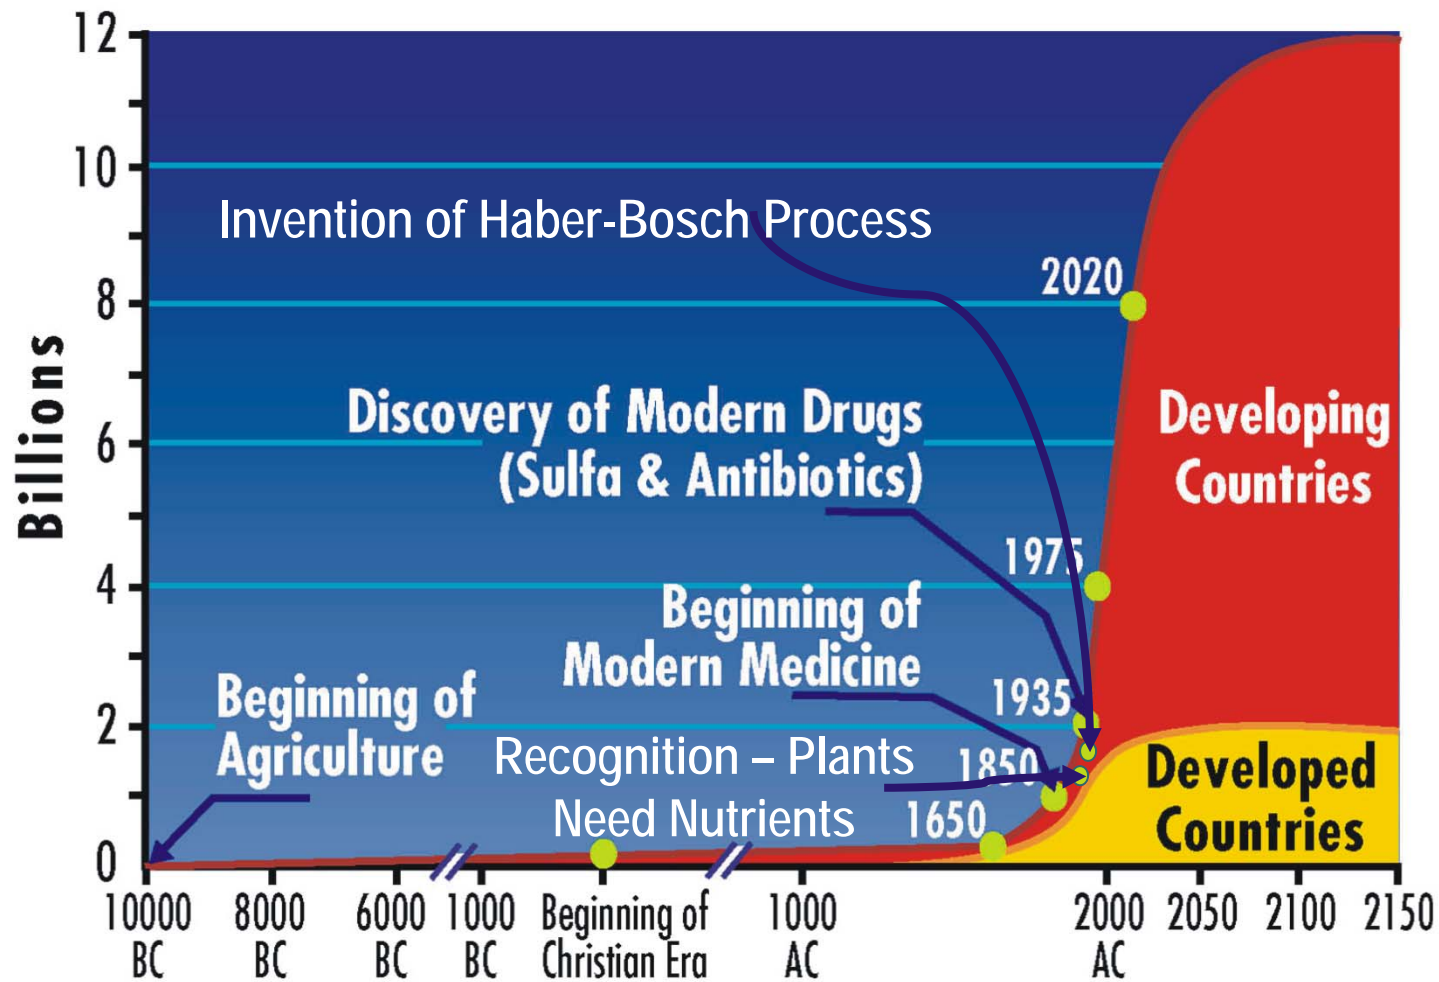 12
10
8
6
4
2
0
Billions
Invention of Haber-Bosch Process
2020
Discovery of Modern Drugs
(Sulfa & Antibiotics)
1975
Beginning of
Modern Medicine
1935
Beginning of
Agriculture
Recognition – Plants
Need Nutrients
1850
1650
Developing
Countries
Developed
Countries
10000
BC
8000
BC
6000
BC
1000
BC
Beginning of
Christian Era
1000
AC
2000
AC
2050
2100
2150